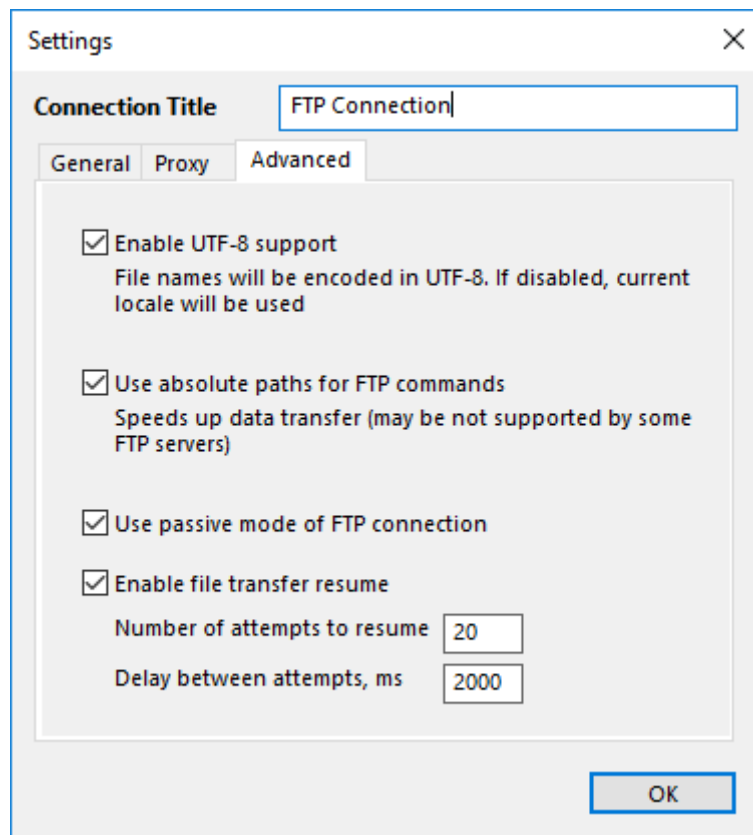 Settings
Connection Title FTP Connection
General Proxy Advanced
Enable UTF-8 support
File names will be encoded in UTF-8. If disabled, current
locale will be used
Use absolute paths for FTP commands
Speeds up data transfer (may be not supported by some
FTP servers)
Use passive mode of FTP connection
Enable file transfer resume
Number of attempts to resume 20
Delay between attempts, ms 2000
OK